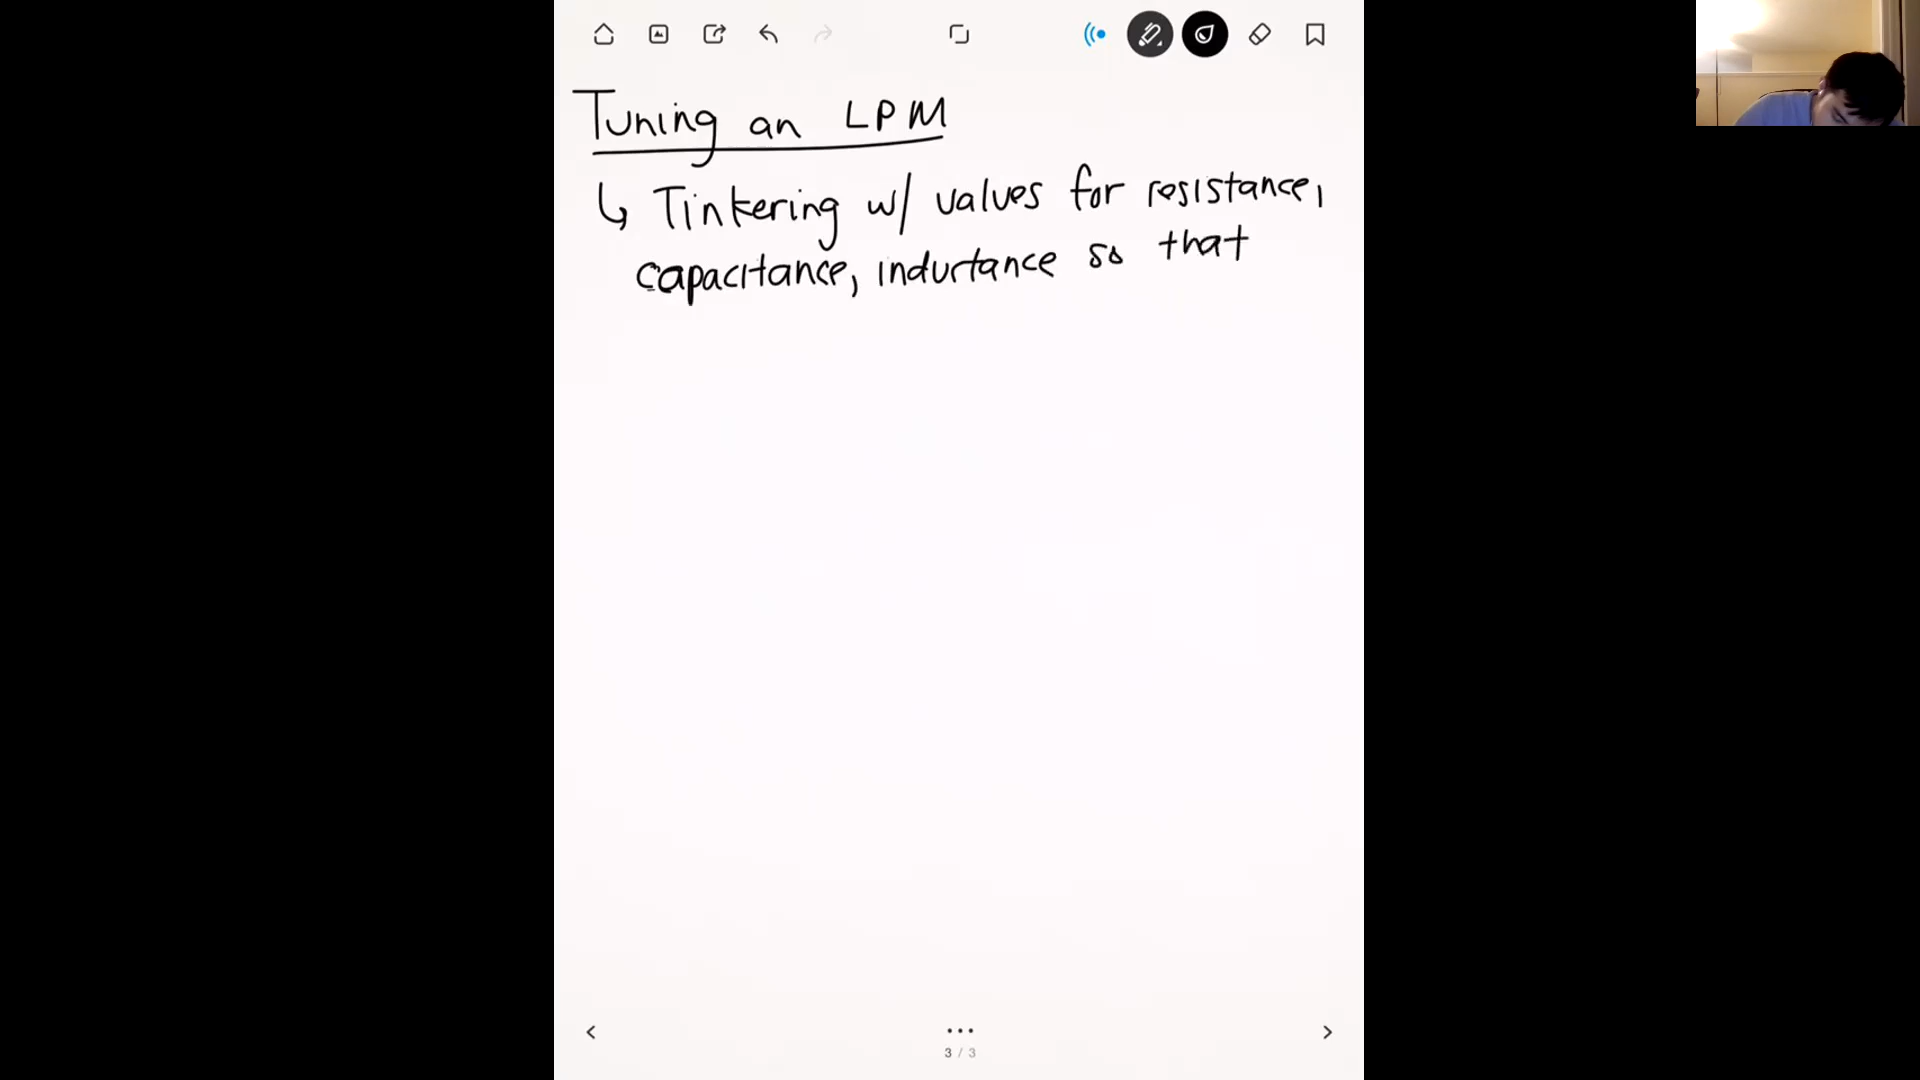 Tuning an LPM
↳ Tinkering w/ values for resistance,
capacitance, inductance so that
3 / 3